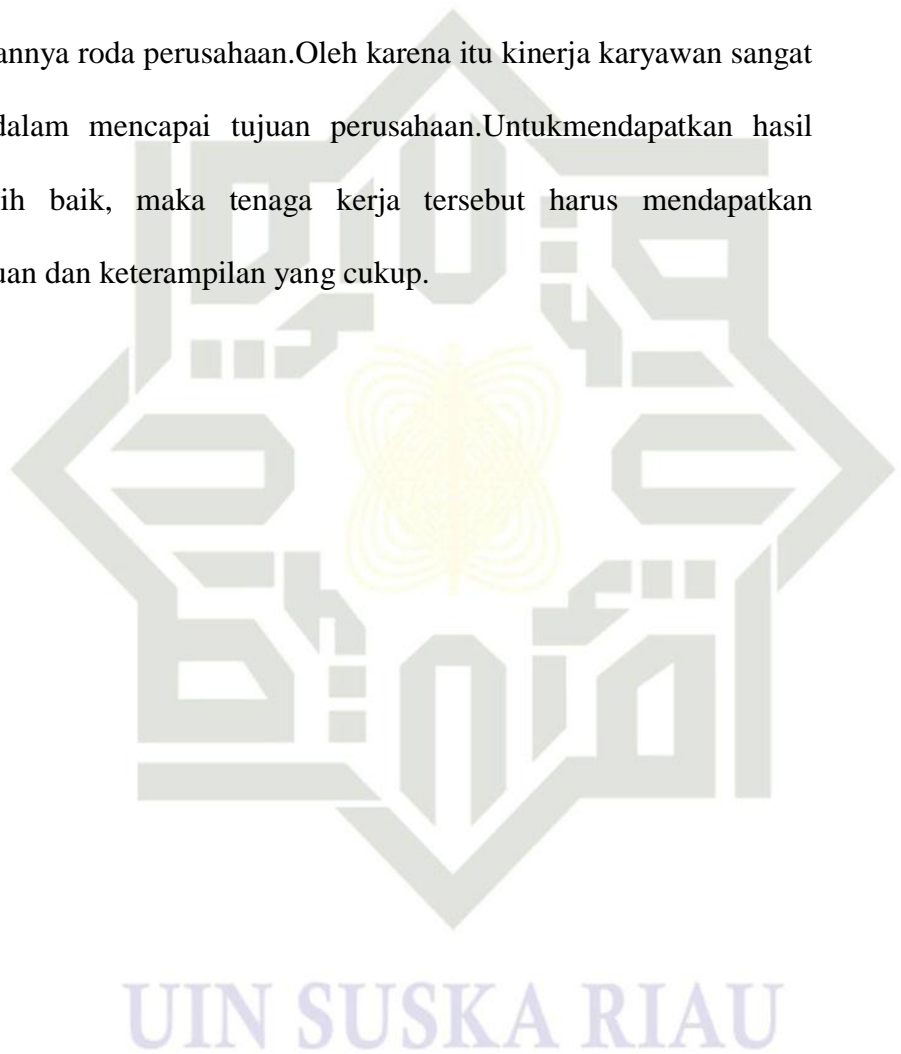 annya roda perusahaan.Oleh karena itu kinerja karyawan sangat
dalam mencapai tujuan perusahaan.Untukmendapatkan hasil
ih baik, maka tenaga kerja tersebut harus mendapatkan
uan dan keterampilan yang cukup.
UIN SUSKA RIAU